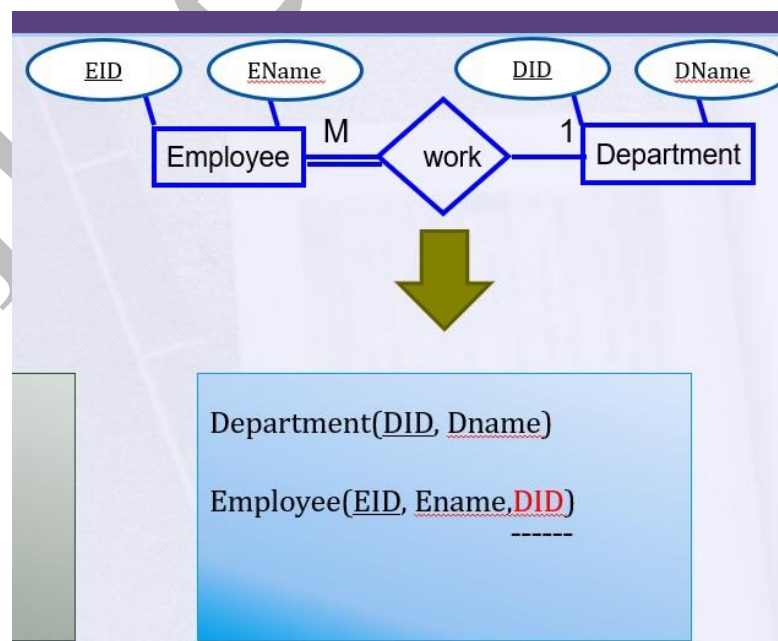 EID EName DID DName
M 1
Employee work Department
Department(DID, Dname)
Employee(EID, Ename,DID)
------